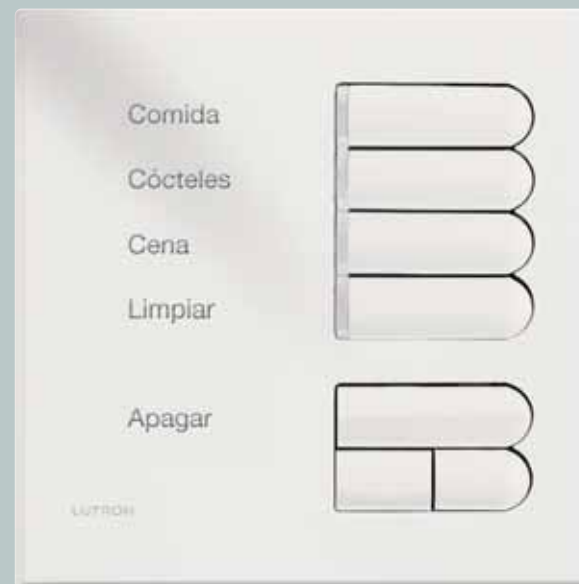 Comida
Cócteles
Cena
Limpiar
Apagar
LUTRON